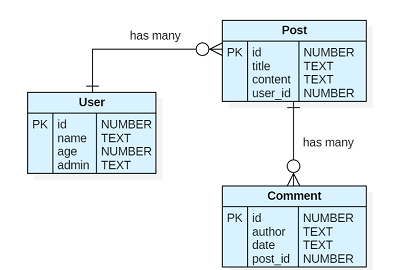 has many
Post
PK id NUMBER
title TEXT
content TEXT
user_id NUMBER
User
PK id NUMBER
name TEXT
age NUMBER
admin TEXT
has many
Comment
PK id NUMBER
author TEXT
date TEXT
post_id NUMBER